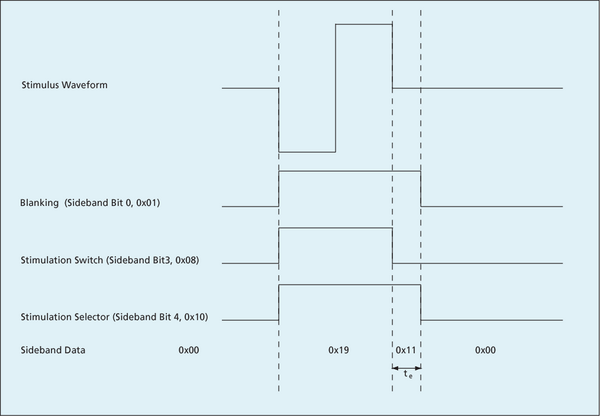 Stimulus Waveform
Blanking (Sideband Bit 0, 0x01)
Stimulation Switch (Sideband Bit3, 0x08)
Stimulation Selector (Sideband Bit 4, 0x10)
Sideband Data 0x00 0x19 0x11 0x00
te